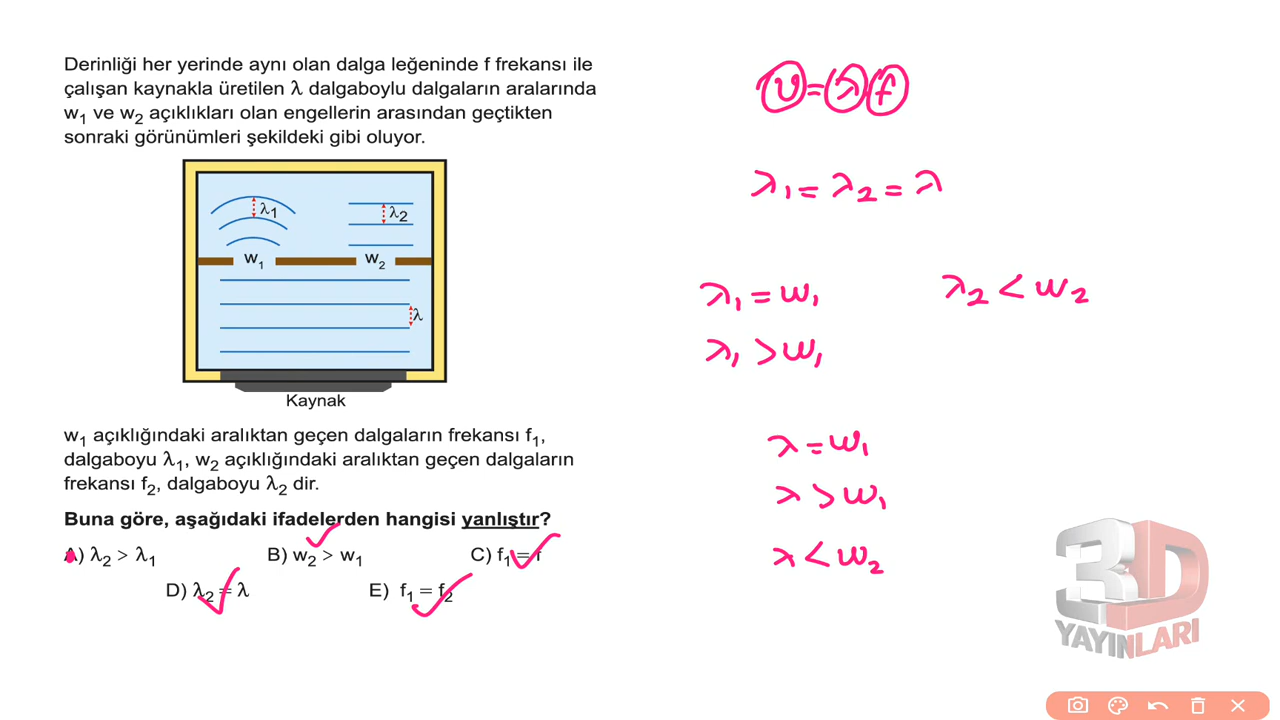 Derinliği her yerinde aynı olan dalga leğeninde f frekansı ile
çalışan kaynakla üretilen λ dalgaboylu dalgaların aralarında
w₁ ve w₂ açıklıkları olan engellerin arasından geçtikten
sonraki görünümleri şekildeki gibi oluyor.
λ₁
λ₂
w₁
w₂
λ
Kaynak
w₁ açıklığındaki aralıktan geçen dalgaların frekansı f₁,
dalgaboyu λ₁, w₂ açıklığındaki aralıktan geçen dalgaların
frekansı f₂, dalgaboyu λ₂ dir.
Buna göre, aşağıdaki ifadelerden hangisi yanlıştır?
A) λ₂ > λ₁ B) w₂ > w₁ C) f₁ = f
D) λ₂ = λ E) f₁ = f₂
υ = λ f
λ₁ = λ₂ = λ
λ₁ = w₁ λ₂ < w₂
λ₁ > w₁
λ = w₁
λ > w₁
λ < w₂
3D
YAYINLARI